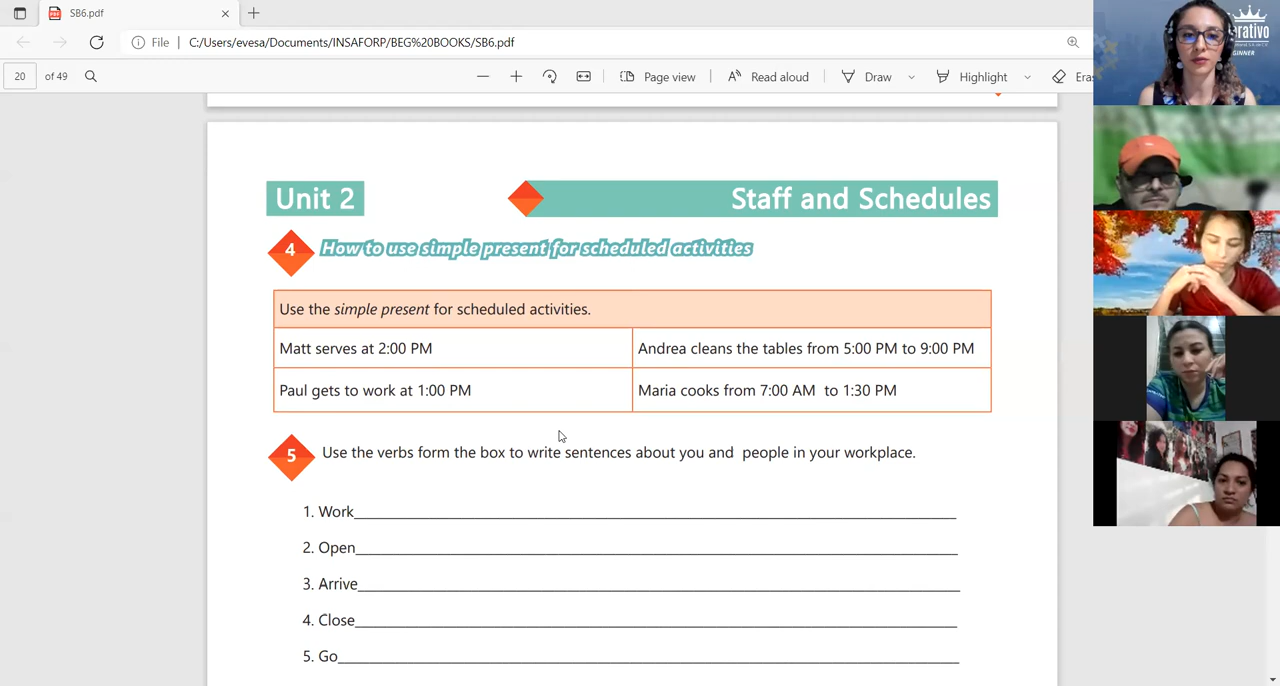 SB6.pdf
File C:/Users/evesa/Documents/INSAFORP/BEG%20BOOKS/SB6.pdf
20 of 49 Page view Read aloud Draw Highlight Eras
rativo
GINNER
Unit 2 Staff and Schedules
4 How to use simple present for scheduled activities
Use the simple present for scheduled activities.
Matt serves at 2:00 PM Andrea cleans the tables from 5:00 PM to 9:00 PM
Paul gets to work at 1:00 PM Maria cooks from 7:00 AM to 1:30 PM
5 Use the verbs form the box to write sentences about you and people in your workplace.
1. Work
2. Open
3. Arrive
4. Close
5. Go